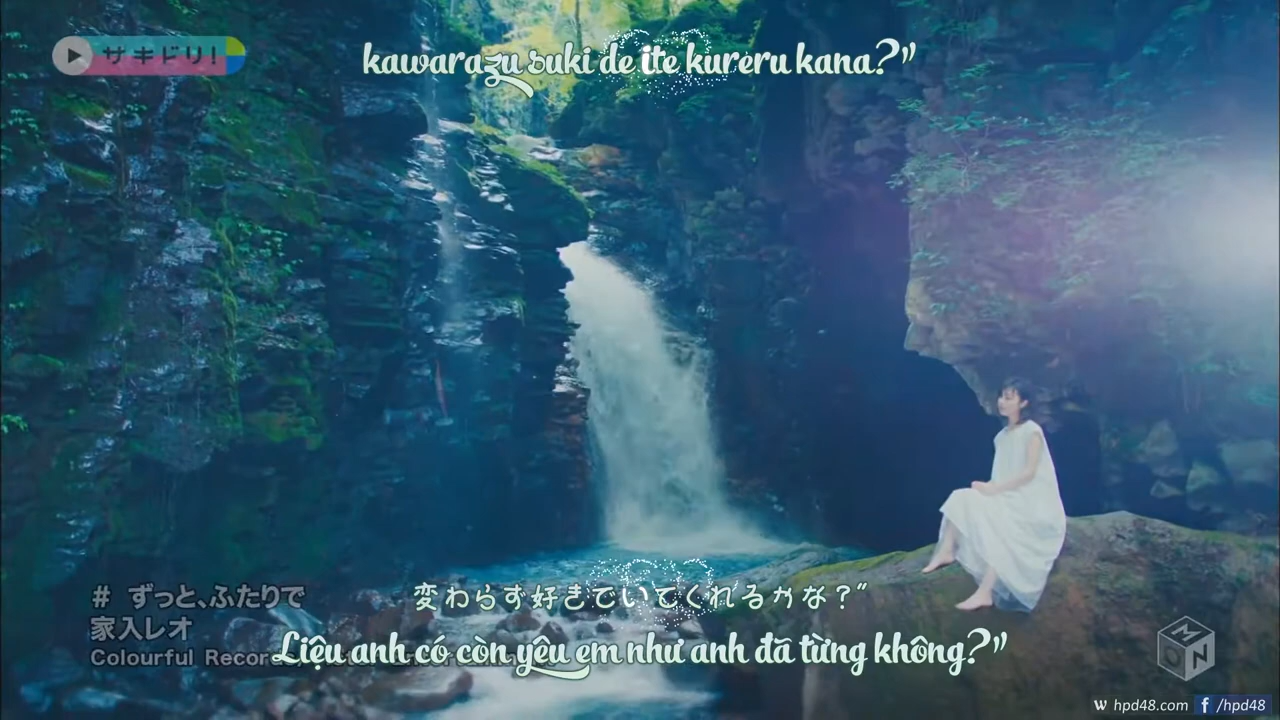 サキドリ!
kawarazu suki de ite kureru kana?"
# ずっと、ふたりで
変わらず好きでいてくれるカな?"
家入レオ
Liệu anh có còn yêu em như anh đã từng không?"
Colourful Recor
M ON
W hpd48.com f /hpd48